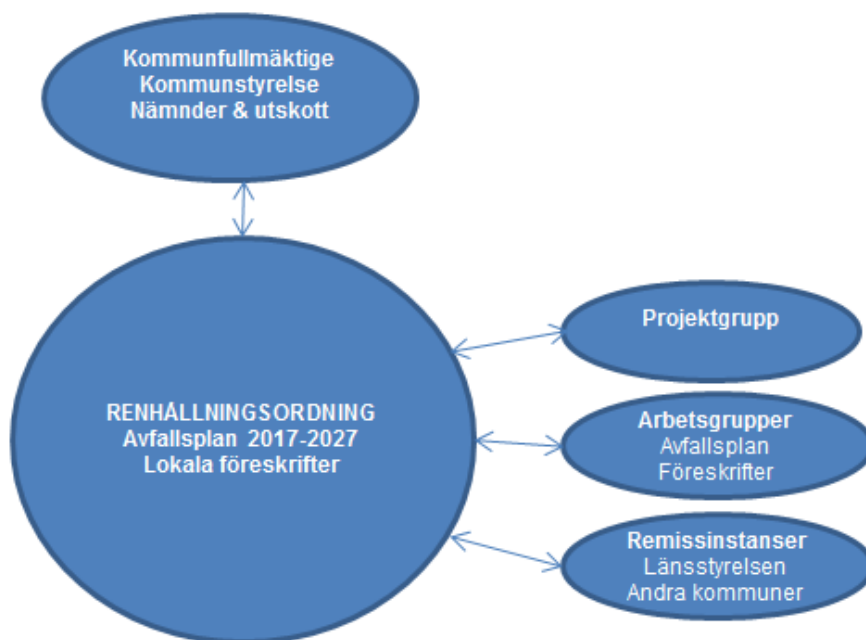 Kommunfullmäktige
Kommunstyrelse
Nämnder & utskott
RENHÅLLNINGSORDNING
Avfallsplan 2017-2027
Lokala föreskrifter
Projektgrupp
Arbetsgrupper
Avfallsplan
Föreskrifter
Remissinstanser
Länsstyrelsen
Andra kommuner